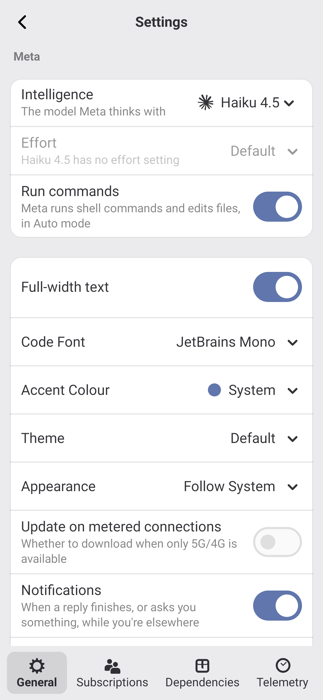 Settings
Meta
Intelligence
The model Meta thinks with
Haiku 4.5
Effort
Haiku 4.5 has no effort setting
Default
Run commands
Meta runs shell commands and edits files,
in Auto mode
Full-width text
Code Font
JetBrains Mono
Accent Colour
System
Theme
Default
Appearance
Follow System
Update on metered connections
Whether to download when only 5G/4G is
available
Notifications
When a reply finishes, or asks you
something, while you're elsewhere
General
Subscriptions
Dependencies
Telemetry